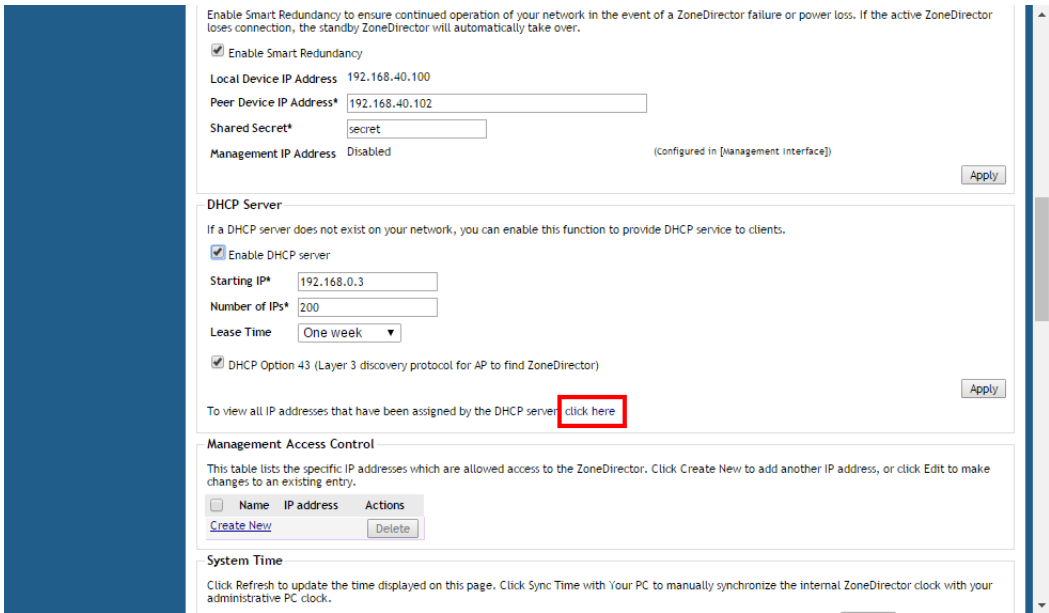 Enable Smart Redundancy to ensure continued operation of your network in the event of a ZoneDirector failure or power loss. If the active ZoneDirector
loses connection, the standby ZoneDirector will automatically take over.
Enable Smart Redundancy
Local Device IP Address 192.168.40.100
Peer Device IP Address* 192.168.40.102
Shared Secret* secret
Management IP Address Disabled (Configured in [Management Interface])
Apply
DHCP Server
If a DHCP server does not exist on your network, you can enable this function to provide DHCP service to clients.
Enable DHCP server
Starting IP* 192.168.0.3
Number of IPs* 200
Lease Time One week
DHCP Option 43 (Layer 3 discovery protocol for AP to find ZoneDirector)
Apply
To view all IP addresses that have been assigned by the DHCP server click here
Management Access Control
This table lists the specific IP addresses which are allowed access to the ZoneDirector. Click Create New to add another IP address, or click Edit to make
changes to an existing entry.
Name IP address Actions
Create New Delete
System Time
Click Refresh to update the time displayed on this page. Click Sync Time with Your PC to manually synchronize the internal ZoneDirector clock with your
administrative PC clock.